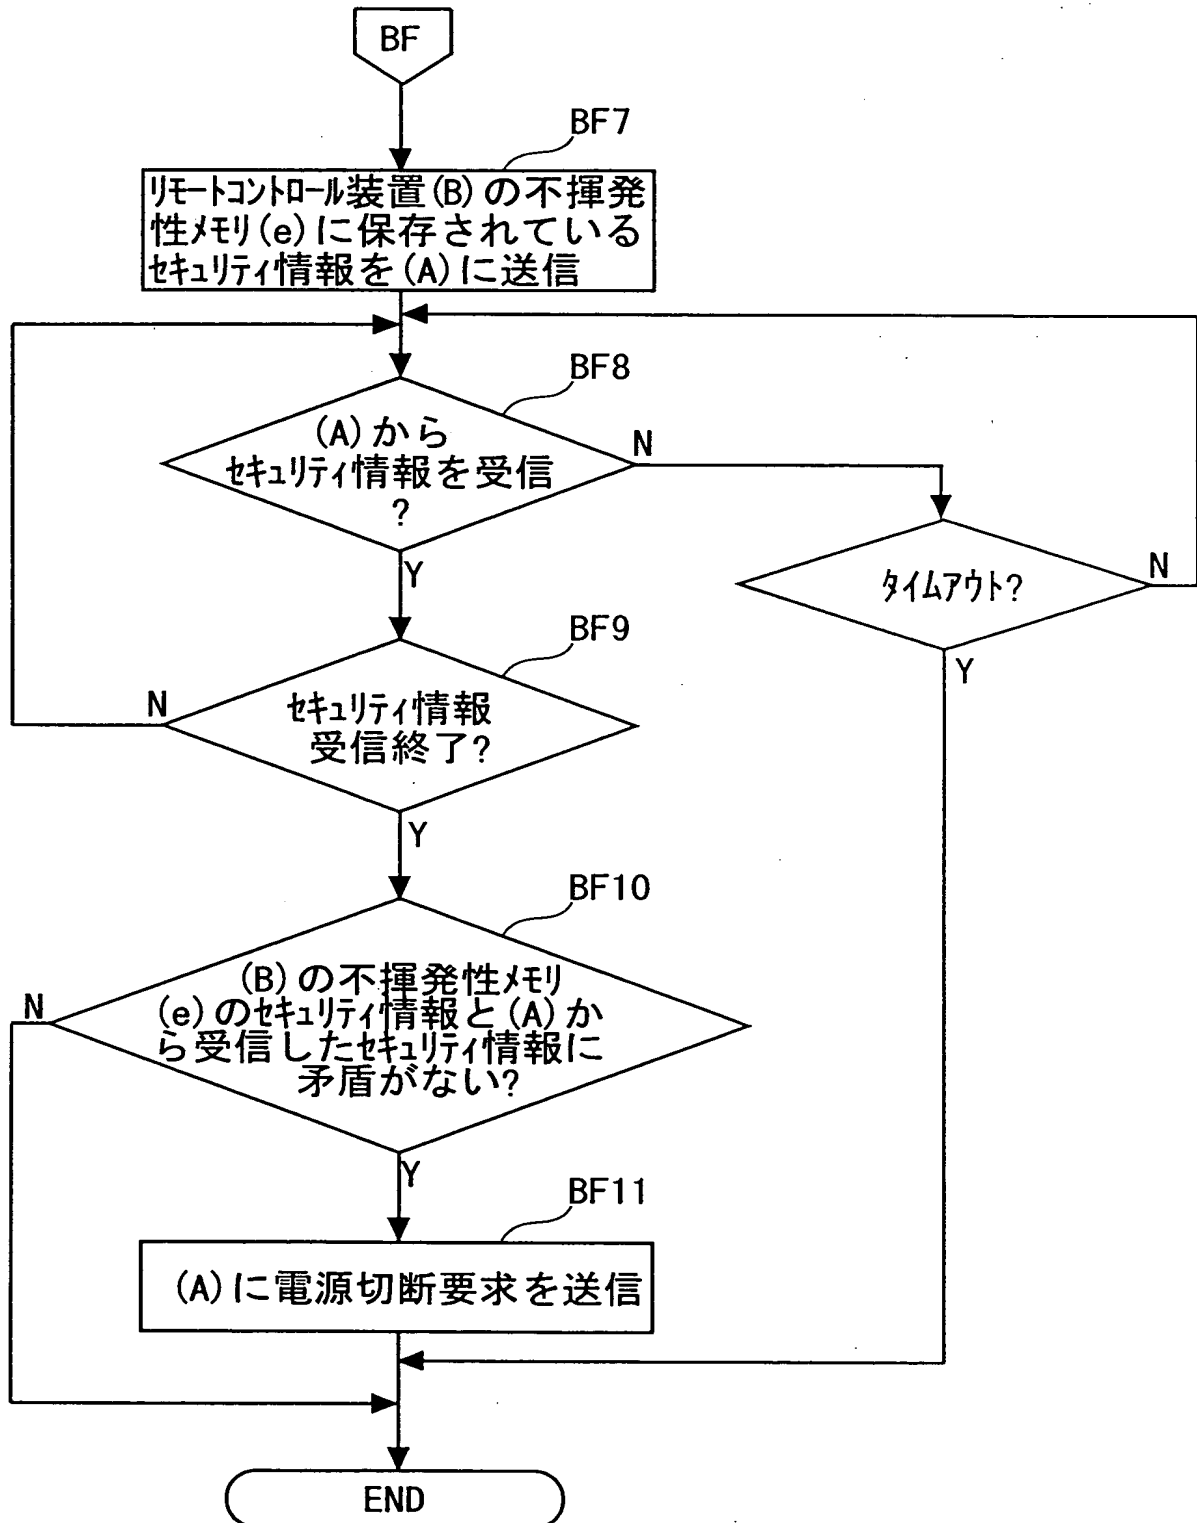 BF
BF7
リモートコントロール装置(B)の不揮発
性メモリ(e)に保存されている
セキュリティ情報を(A)に送信
BF8
(A)から
セキュリティ情報を受信
?
N
Y
タイムアウト?
N
Y
BF9
セキュリティ情報
受信終了?
N
Y
BF10
(B)の不揮発性メモリ
(e)のセキュリティ情報と(A)か
ら受信したセキュリティ情報に
矛盾がない?
N
Y
BF11
(A)に電源切断要求を送信
END